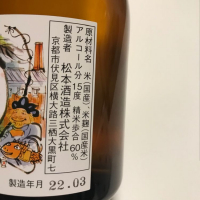 原材料名 米(国産)、米麹(国産米)
アルコール分15度 精米歩合60%
製造者 松本酒造株式会社
京都市伏見区横大路三栖大黒町七
製造年月 22.03